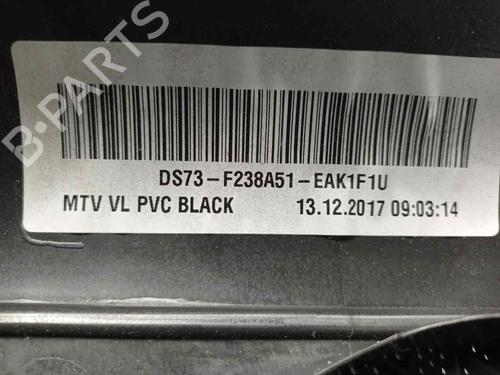 B-PARTS
DS73-F238A51-EAK1F1U
MTV VL PVC BLACK 13.12.2017 09:03:14